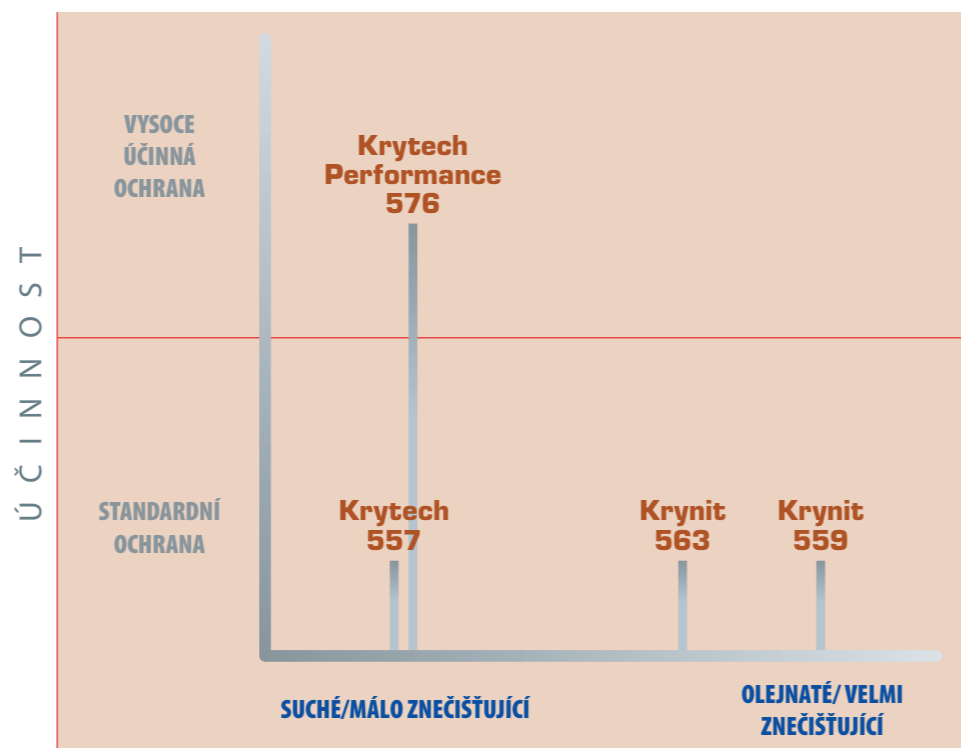 ÚČINNOST
VYSOCE
ÚČINNÁ
OCHRANA
Krytech
Performance
576
STANDARDNÍ
OCHRANA
Krytech
557
Krynit
563
Krynit
559
SUCHÉ/MÁLO ZNEČIŠŤUJÍCÍ
OLEJNATÉ/ VELMI
ZNEČIŠŤUJÍCÍ